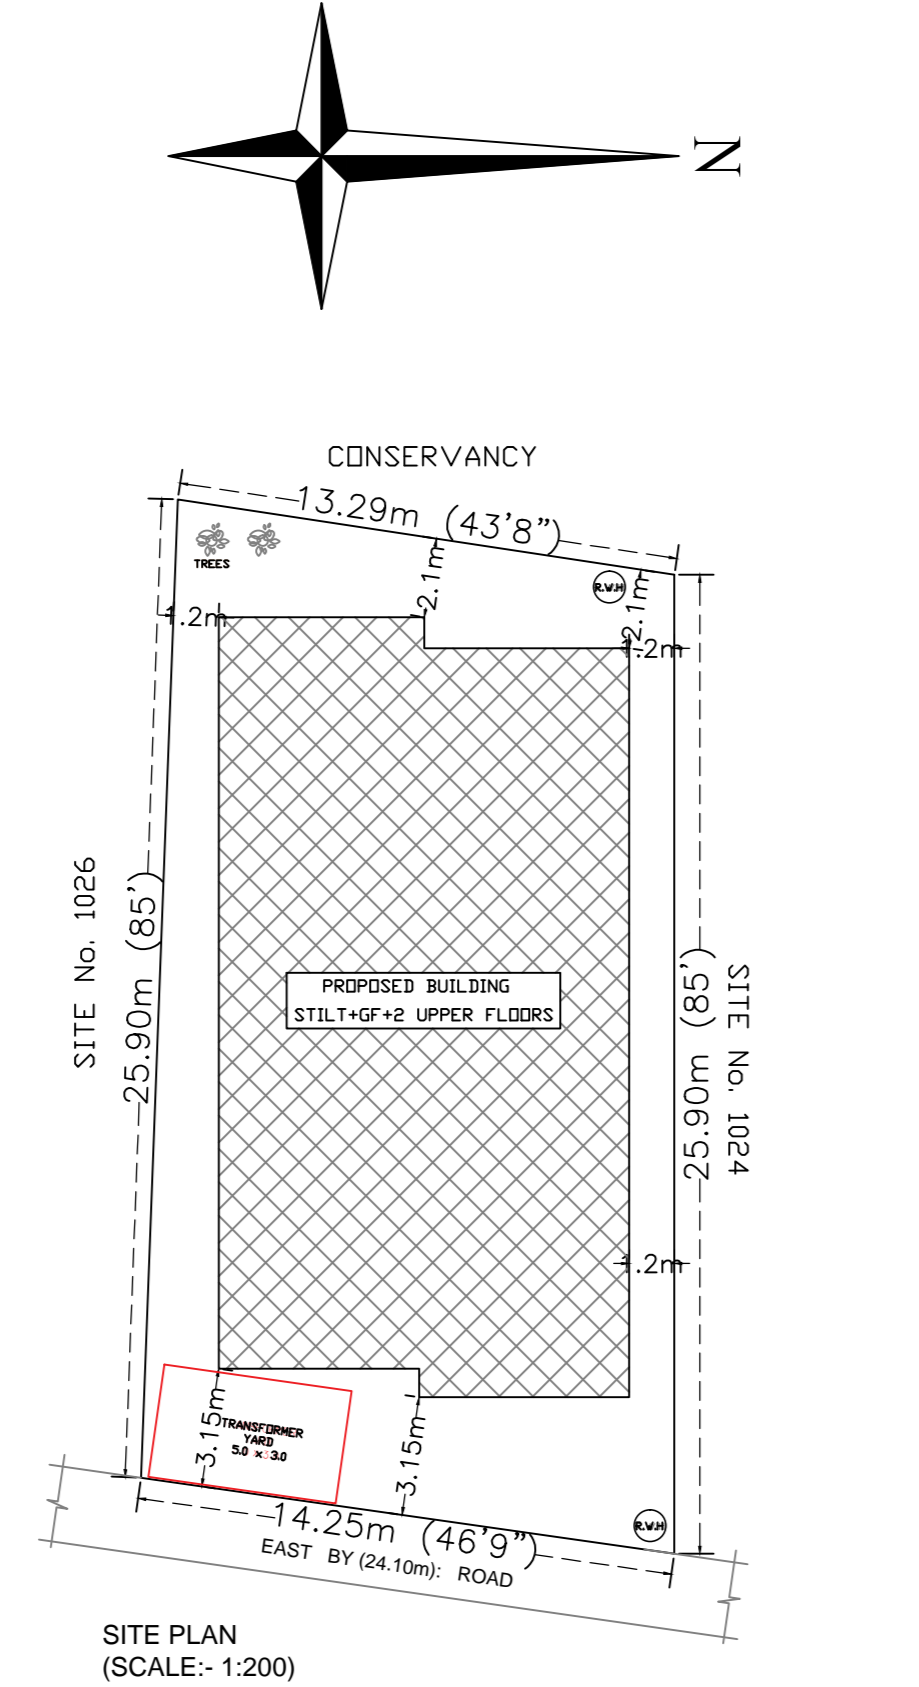 N
CONSERVANCY
13.29m (43'8")
TREES
R.W.H
2.1m
2.1m
1.2m
1.2m
SITE No. 1026
25.90m (85')
PROPOSED BUILDING
STILT+GF+2 UPPER FLOORS
25.90m (85')
SITE No. 1024
1.2m
3.15m
TRANSFORMER
YARD
5.0 x 3.0
3.15m
R.W.H
14.25m (46'9")
EAST BY (24.10m): ROAD
SITE PLAN
(SCALE:- 1:200)